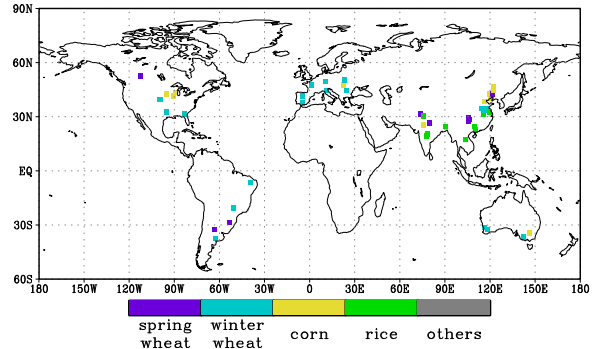 90N
60N
30N
EQ
30S
60S
180 150W 120W 90W 60W 30W 0 30E 60E 90E 120E 150E 180
spring wheat winter wheat corn rice others